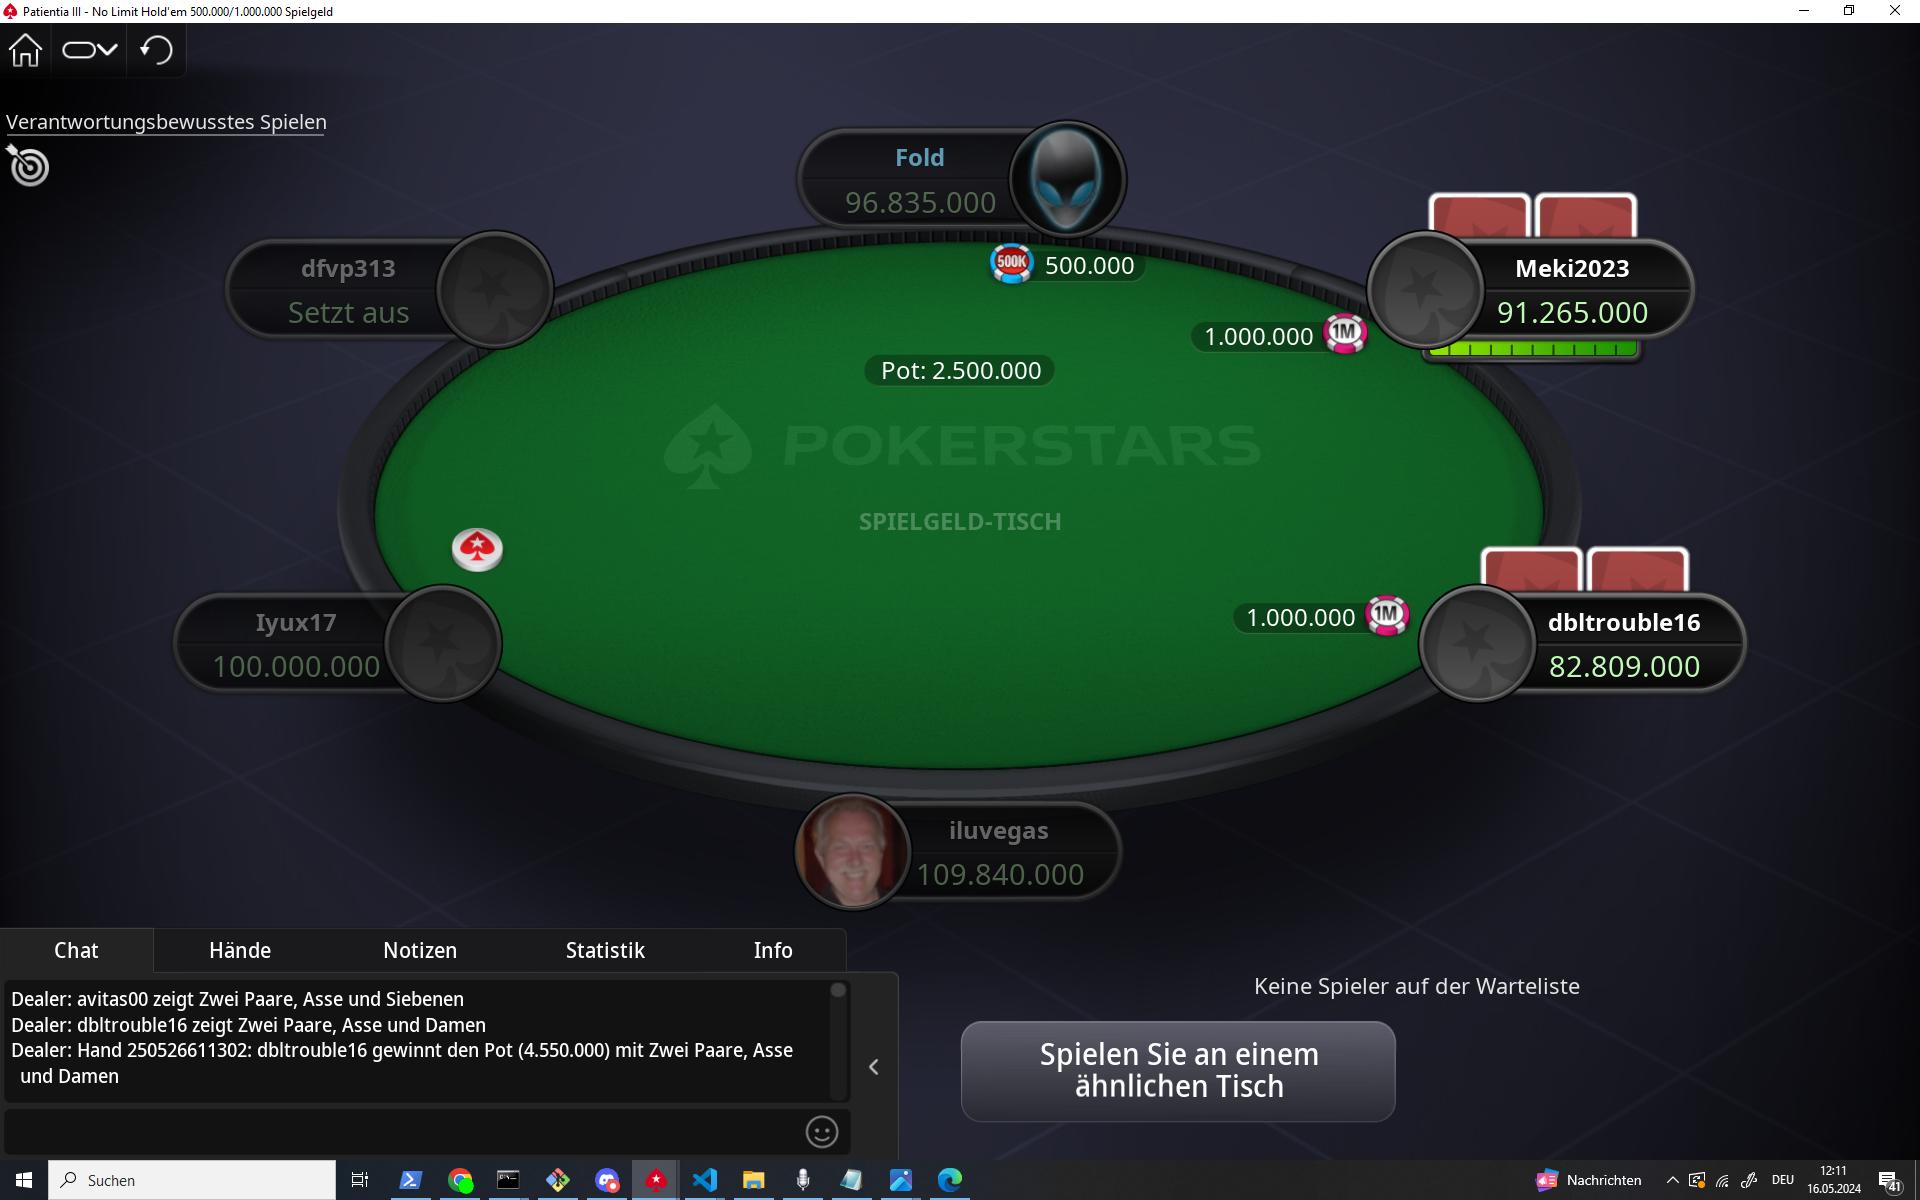 Patientia III - No Limit Hold'em 500.000/1.000.000 Spielgeld
Verantwortungsbewusstes Spielen
Fold
96.835.000
dfvp313
Setzt aus
Meki2023
91.265.000
500K
500.000
1.000.000
1M
Pot: 2.500.000
POKERSTARS
SPIELGELD-TISCH
Iyux17
100.000.000
1.000.000
1M
dbltrouble16
82.809.000
iluvegas
109.840.000
Chat
Hände
Notizen
Statistik
Info
Dealer: avitas00 zeigt Zwei Paare, Asse und Siebenen
Dealer: dbltrouble16 zeigt Zwei Paare, Asse und Damen
Dealer: Hand 250526611302: dbltrouble16 gewinnt den Pot (4.550.000) mit Zwei Paare, Asse
und Damen
Keine Spieler auf der Warteliste
Spielen Sie an einem
ähnlichen Tisch
Suchen
Nachrichten
DEU
12:11
16.05.2024
41